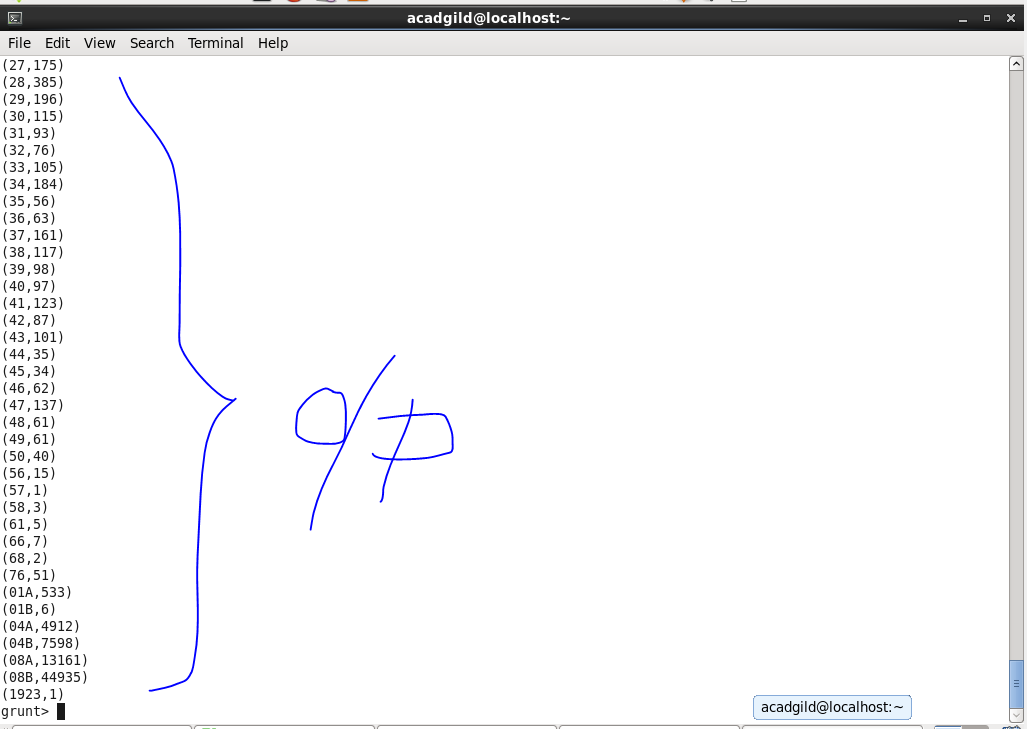 acadgild@localhost:~
File Edit View Search Terminal Help
(27,175)
(28,385)
(29,196)
(30,115)
(31,93)
(32,76)
(33,105)
(34,184)
(35,56)
(36,63)
(37,161)
(38,117)
(39,98)
(40,97)
(41,123)
(42,87)
(43,101)
(44,35)
(45,34)
(46,62)
(47,137)
(48,61)
(49,61)
(50,40)
(56,15)
(57,1)
(58,3)
(61,5)
(66,7)
(68,2)
(76,51)
(01A,533)
(01B,6)
(04A,4912)
(04B,7598)
(08A,13161)
(08B,44935)
(1923,1)
grunt>
o/p
acadgild@localhost:~